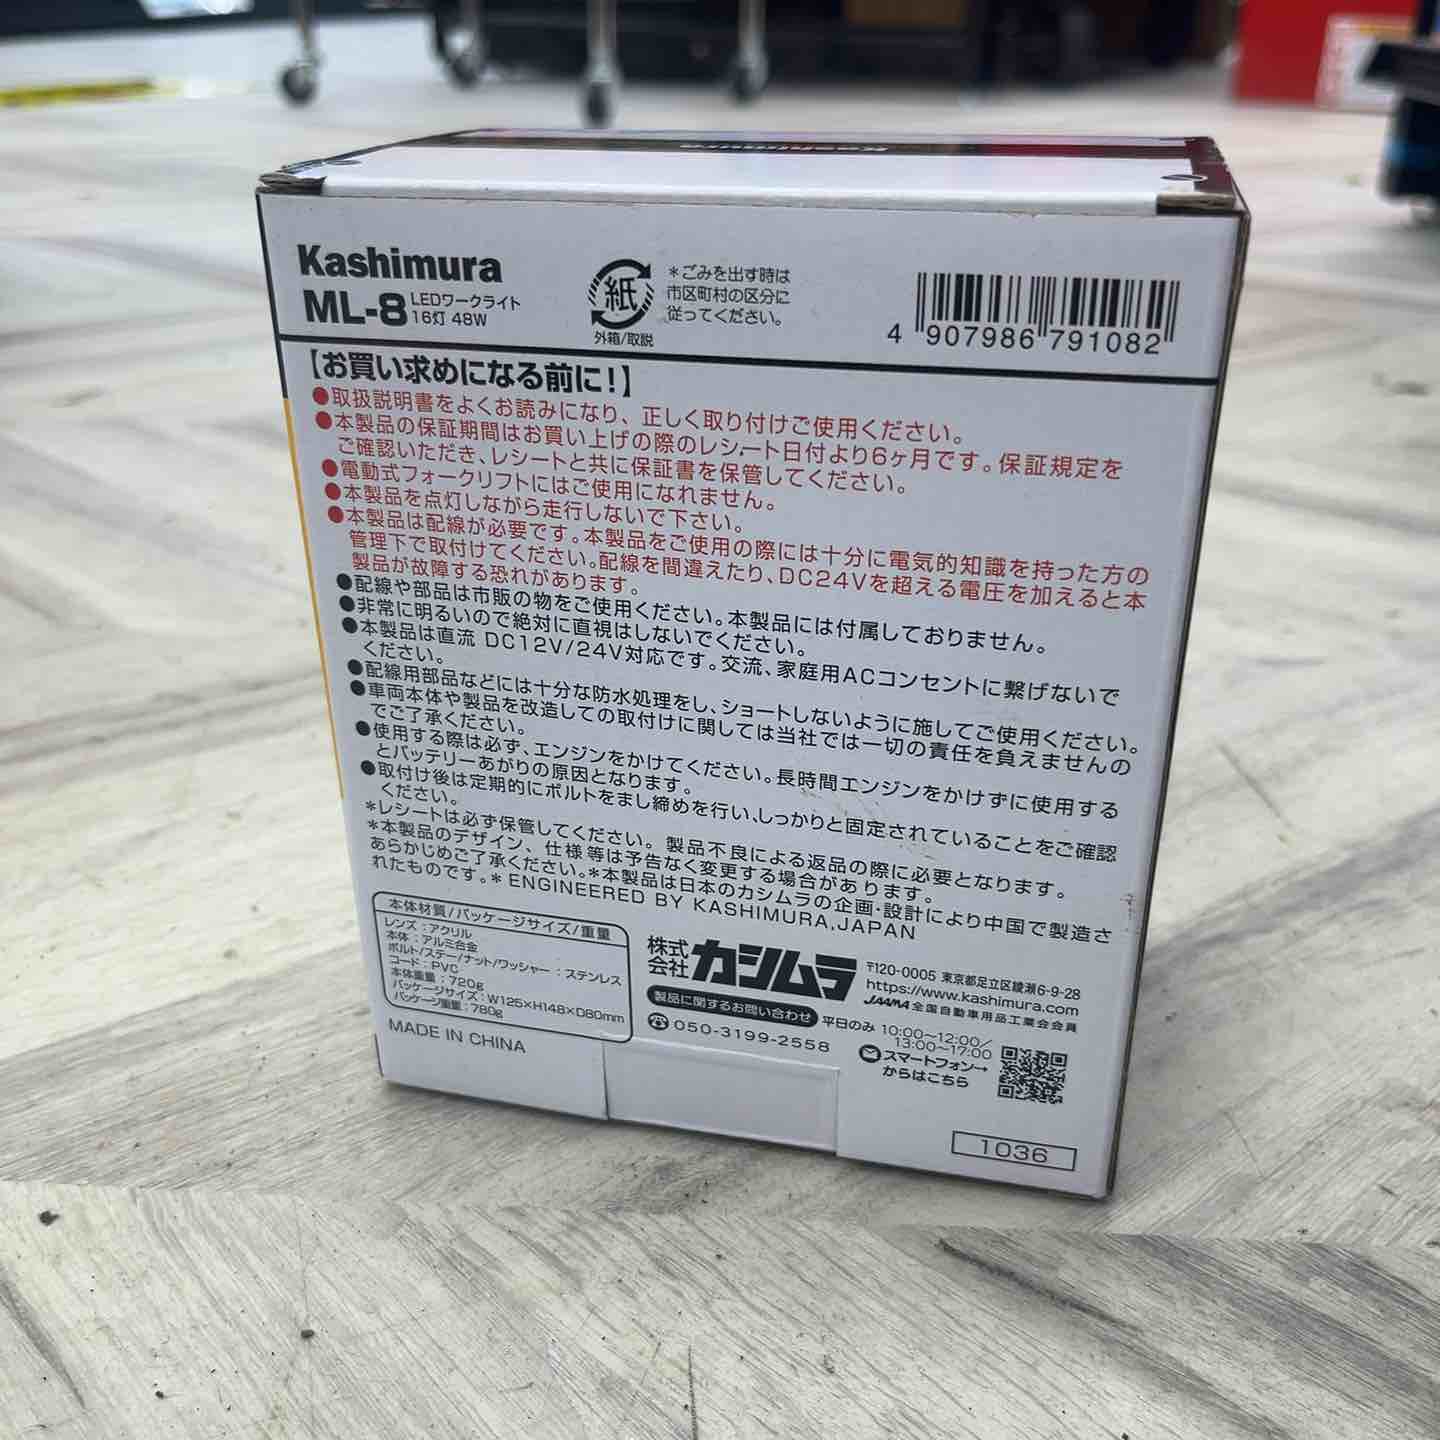 Kashimura
Kashimura
ML-8
LEDワークライト
16灯 48W
紙
外箱/取説
＊ごみを出す時は
市区町村の区分に
従ってください。
4 907986 791082
【お買い求めになる前に！】
●取扱説明書をよくお読みになり、正しく取り付けご使用ください。
●本製品の保証期間はお買い上げの際のレシート日付より6ヶ月です。保証規定を
ご確認いただき、レシートと共に保証書を保管してください。
●電動式フォークリフトにはご使用になれません。
●本製品を点灯しながら走行しないで下さい。
●本製品は配線が必要です。本製品をご使用の際には十分に電気的知識を持った方の
管理下で取付けてください。配線を間違えたり、DC24Vを超える電圧を加えると本
製品が故障する恐れがあります。
●配線や部品は市販の物をご使用ください。本製品には付属しておりません。
●非常に明るいので絶対に直視はしないでください。
●本製品は直流 DC12V/24V対応です。交流、家庭用ACコンセントに繋げないで
ください。
●配線用部品などには十分な防水処理をし、ショートしないように施してご使用ください。
●車両本体や製品を改造しての取付けに関しては当社では一切の責任を負えませんの
でご了承ください。
●使用する際は必ず、エンジンをかけてください。長時間エンジンをかけずに使用する
とバッテリーあがりの原因となります。
●取付け後は定期的にボルトをまし締めを行い、しっかりと固定されていることをご確認
ください。
＊レシートは必ず保管してください。製品不良による返品の際に必要となります。
＊本製品のデザイン、仕様等は予告なく変更する場合があります。
あらかじめご了承ください。＊本製品は日本のカシムラの企画・設計により中国で製造さ
れたものです。＊ENGINEERED BY KASHIMURA,JAPAN
本体材質/パッケージサイズ/重量
レンズ：アクリル
本体：アルミ合金
ボルト/ステー/ナット/ワッシャー：ステンレス
コード：PVC
本体重量：720g
パッケージサイズ：W125×H148×D80mm
パッケージ重量：780g
MADE IN CHINA
株式
会社
カシムラ
〒120-0005 東京都足立区綾瀬6-9-28
https://www.kashimura.com
JAAMA 全国自動車用品工業会会員
製品に関するお問い合わせ
平日のみ 10:00〜12:00/
13:00〜17:00
050-3199-2558
スマートフォン→
からはこちら
1036